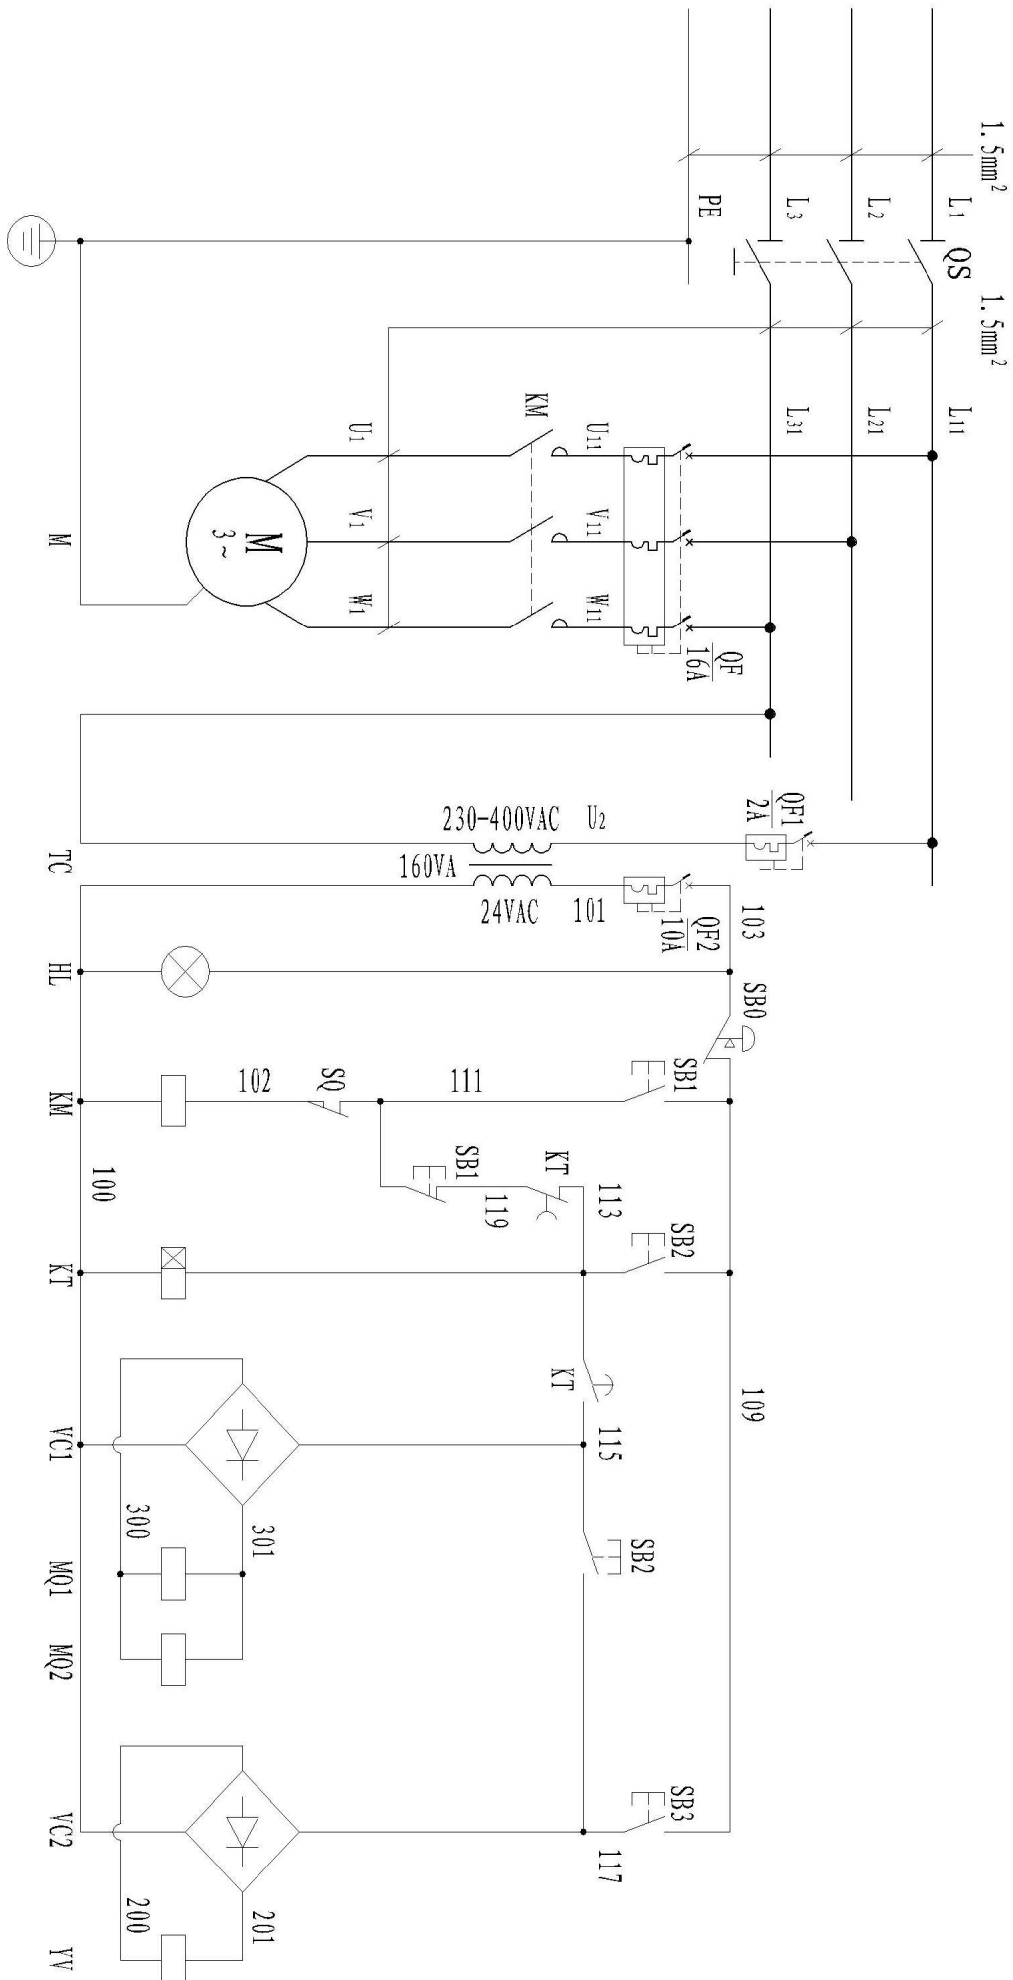 1.5mm²
L₁
L₂
L₃
PE
QS
1.5mm²
L₁₁
L₂₁
L₃₁
KM
U₁₁
V₁₁
W₁₁
U₁
V₁
W₁
QF
16A
M
3~
M
QF1
2A
U₂
230-400VAC
160VA
24VAC
101
TC
QF2
10A
103
HL
SB0
SB1
111
SQ
102
KM
SB1
119
KT
113
100
SB2
KT
109
KT
115
VC1
301
300
SB2
MQ1
MQ2
SB3
117
VC2
201
200
YV